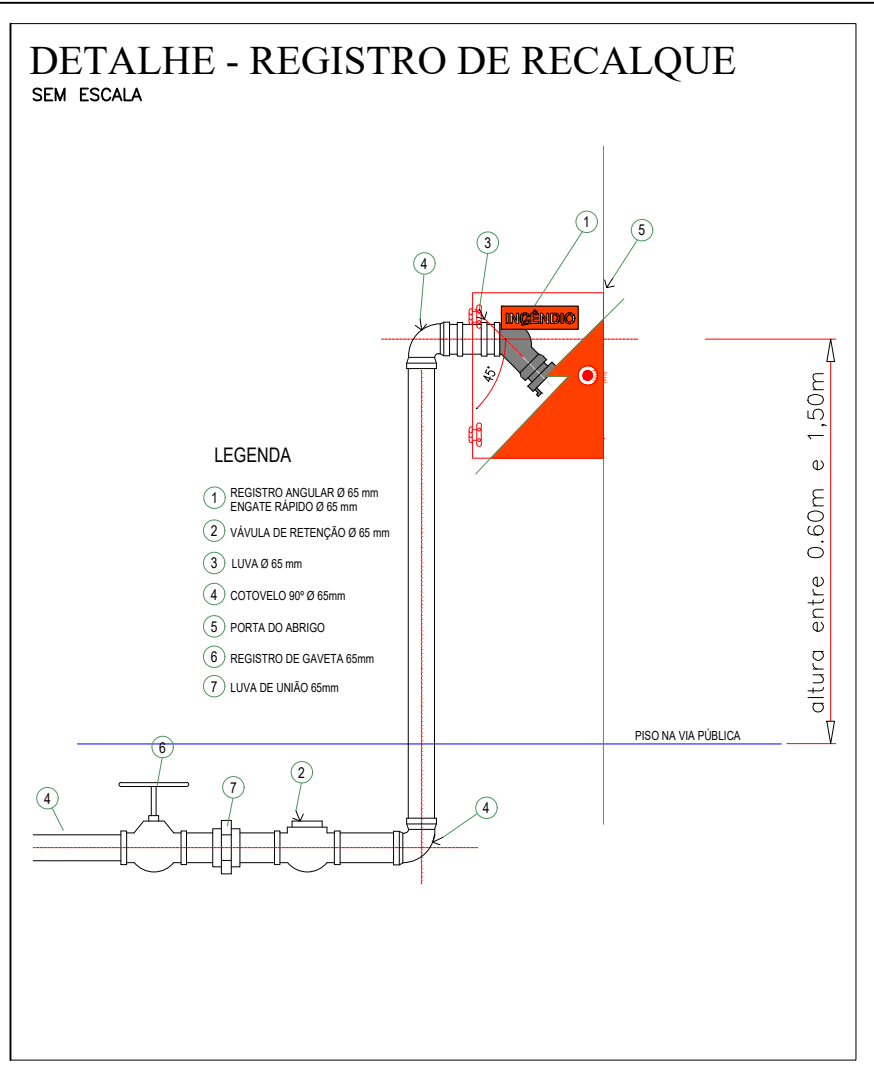 DETALHE - REGISTRO DE RECALQUE
SEM ESCALA
1
5
3
4
INCÊNDIO
45°
altura entre 0.60m e 1,50m
LEGENDA
1 REGISTRO ANGULAR Ø 65 mm
ENGATE RÁPIDO Ø 65 mm
2 VÁVULA DE RETENÇÃO Ø 65 mm
3 LUVA Ø 65 mm
4 COTOVELO 90º Ø 65mm
5 PORTA DO ABRIGO
6 REGISTRO DE GAVETA 65mm
7 LUVA DE UNIÃO 65mm
PISO NA VIA PÚBLICA
6
2
7
4
4